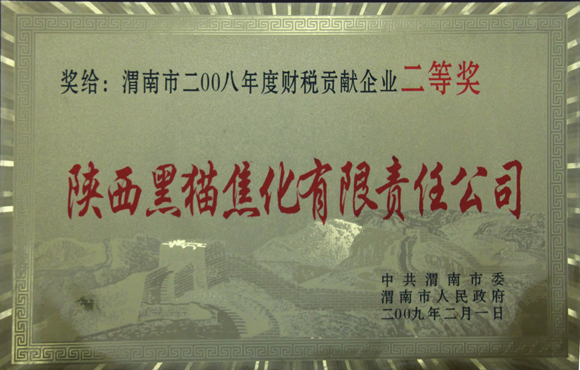 奖给：渭南市二00八年度财税贡献企业二等奖
陕西黑猫焦化有限责任公司
中共渭南市委
渭南市人民政府
二00九年二月一日